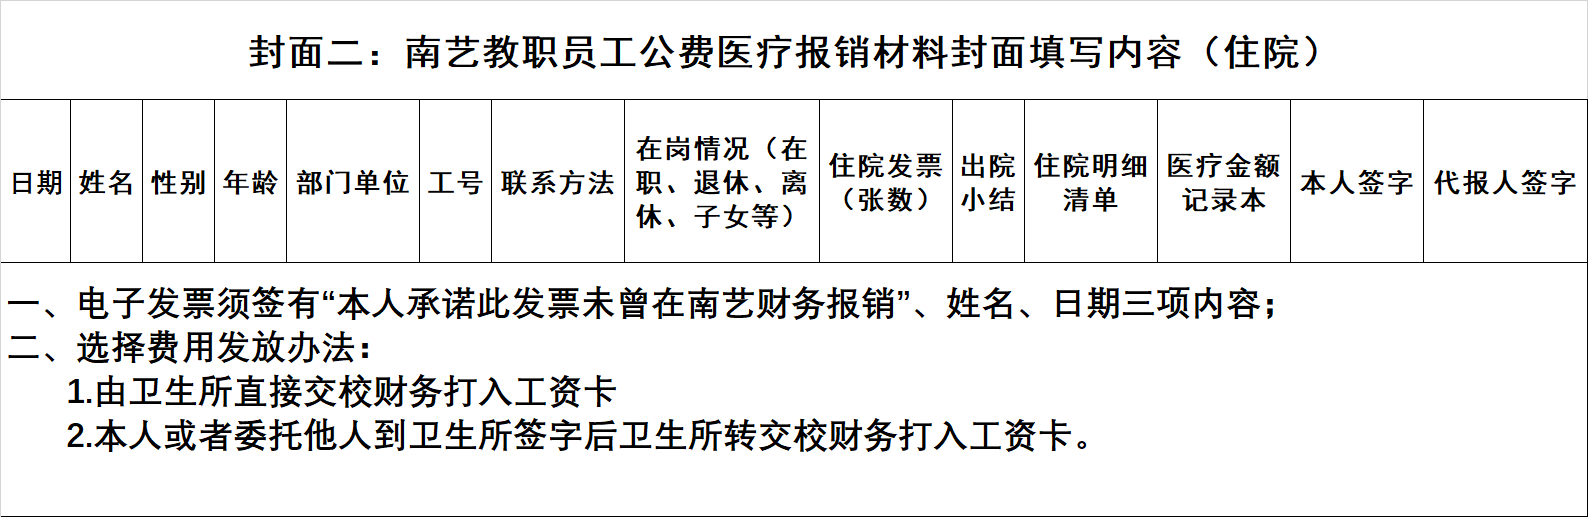 封面二：南艺教职员工公费医疗报销材料封面填写内容（住院）
日期
姓名
性别
年龄
部门单位
工号
联系方法
在岗情况（在
职、退休、离
休、子女等）
住院发票
（张数）
出院
小结
住院明细
清单
医疗金额
记录本
本人签字
代报人签字
一、电子发票须签有“本人承诺此发票未曾在南艺财务报销”、姓名、日期三项内容；
二、选择费用发放办法：
1.由卫生所直接交校财务打入工资卡
2.本人或者委托他人到卫生所签字后卫生所转交校财务打入工资卡。